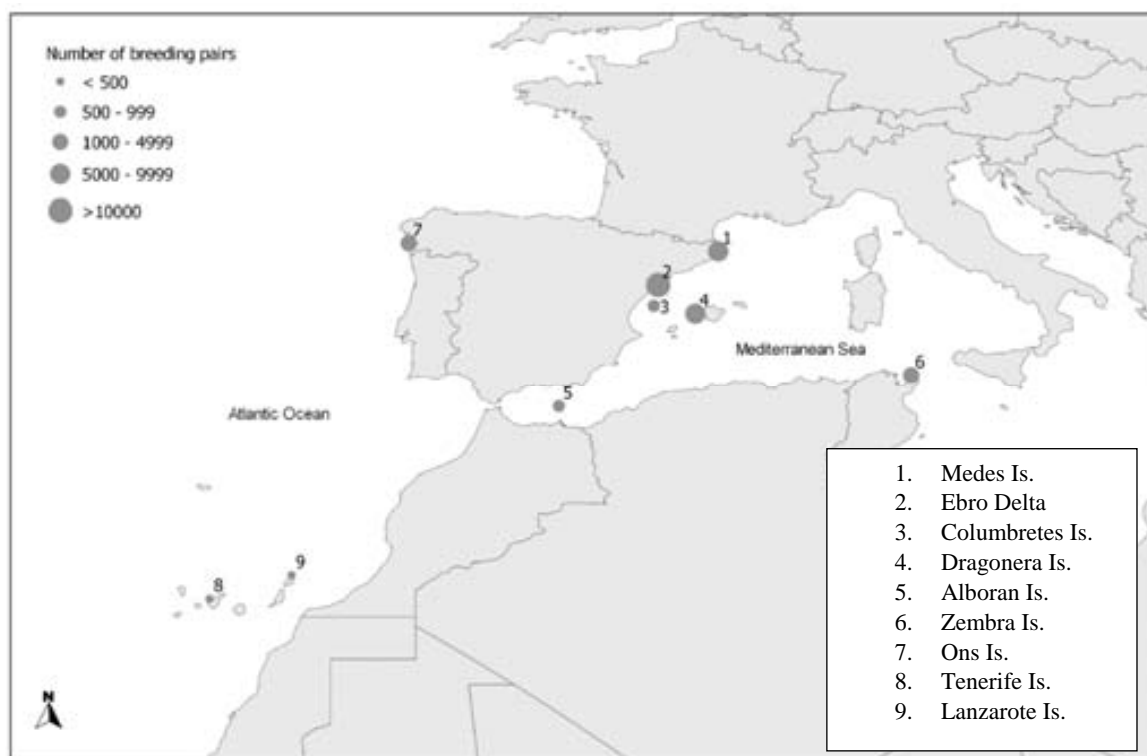 Number of breeding pairs
< 500
500 - 999
1000 - 4999
5000 - 9999
>10000
7
1
2
3
4
Mediterranean Sea
6
5
Atlantic Ocean
9
8
N
1. Medes Is.
2. Ebro Delta
3. Columbretes Is.
4. Dragonera Is.
5. Alboran Is.
6. Zembra Is.
7. Ons Is.
8. Tenerife Is.
9. Lanzarote Is.